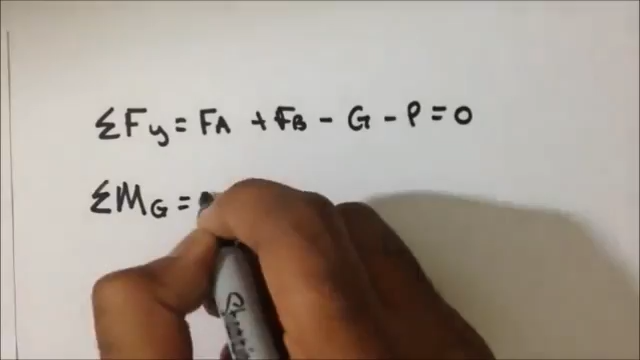 ΣFy = FA + FB - G - P = 0
ΣMG =